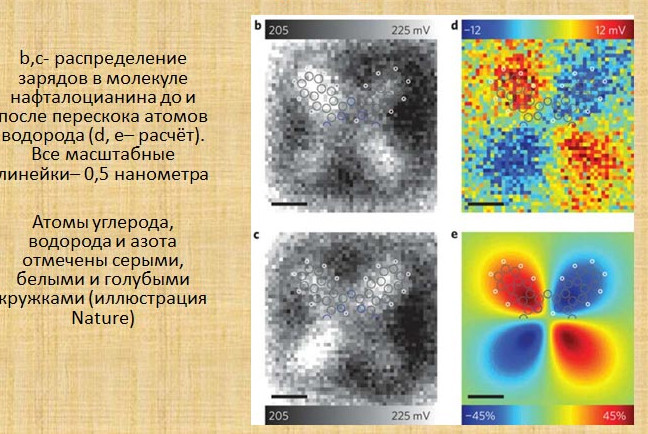 b,c- распределение
зарядов в молекуле
нафталоцианина до и
после перескока атомов
водорода (d, e– расчёт).
Все масштабные
линейки– 0,5 нанометра
Атомы углерода,
водорода и азота
отмечены серыми,
белыми и голубыми
кружками (иллюстрация
Nature)
b
205 225 mV
d
−12 12 mV
c
205 225 mV
e
−45% 45%